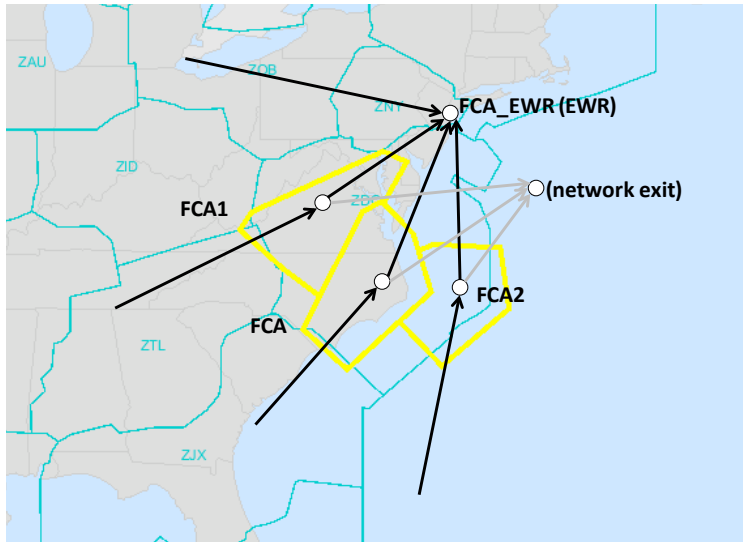 ZAU
ZOB
ZNY
FCA_EWR (EWR)
ZID
ZDC
(network exit)
FCA1
FCA2
FCA
ZTL
ZJX